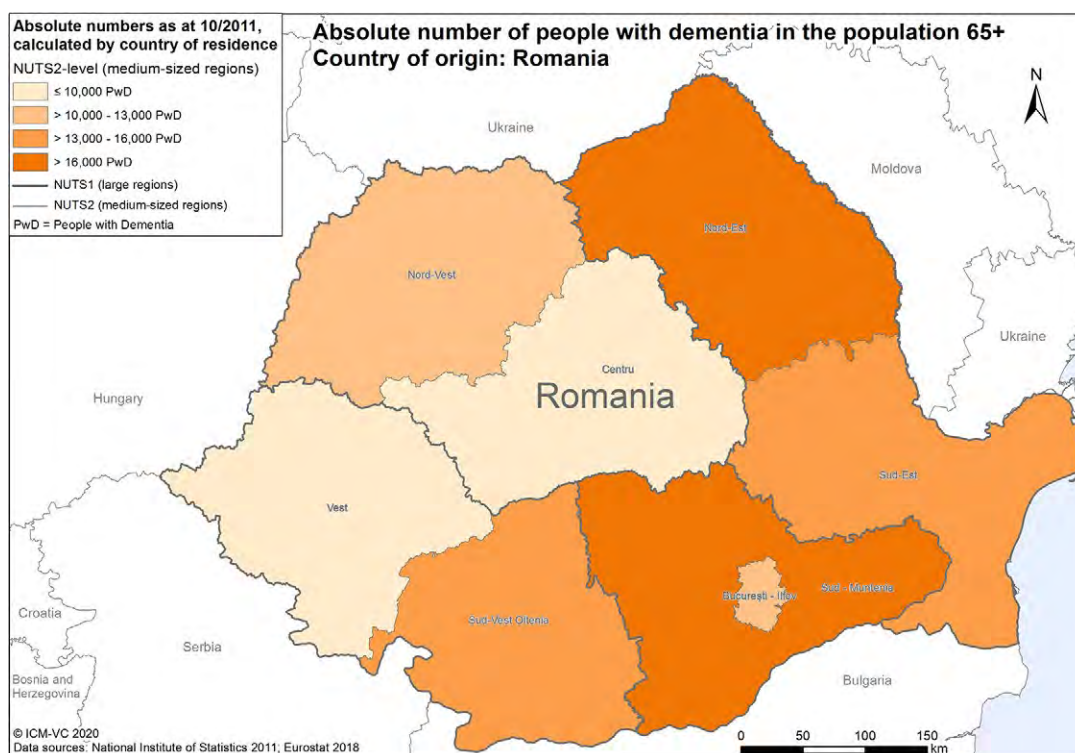 Absolute numbers as at 10/2011,
calculated by country of residence
NUTS2-level (medium-sized regions)
≤ 10,000 PwD
> 10,000 - 13,000 PwD
> 13,000 - 16,000 PwD
> 16,000 PwD
NUTS1 (large regions)
NUTS2 (medium-sized regions)
PwD = People with Dementia
Absolute number of people with dementia in the population 65+
Country of origin: Romania
N
Ukraine
Moldova
Nord-Est
Nord-Vest
Ukraine
Centru
Romania
Hungary
Sud-Est
Vest
București - Ilfov
Sud - Muntenia
Croatia
Sud-Vest Oltenia
Serbia
Bosnia and
Herzegovina
Bulgaria
© ICM-VC 2020
Data sources: National Institute of Statistics 2011; Eurostat 2018
0 50 100 150
km